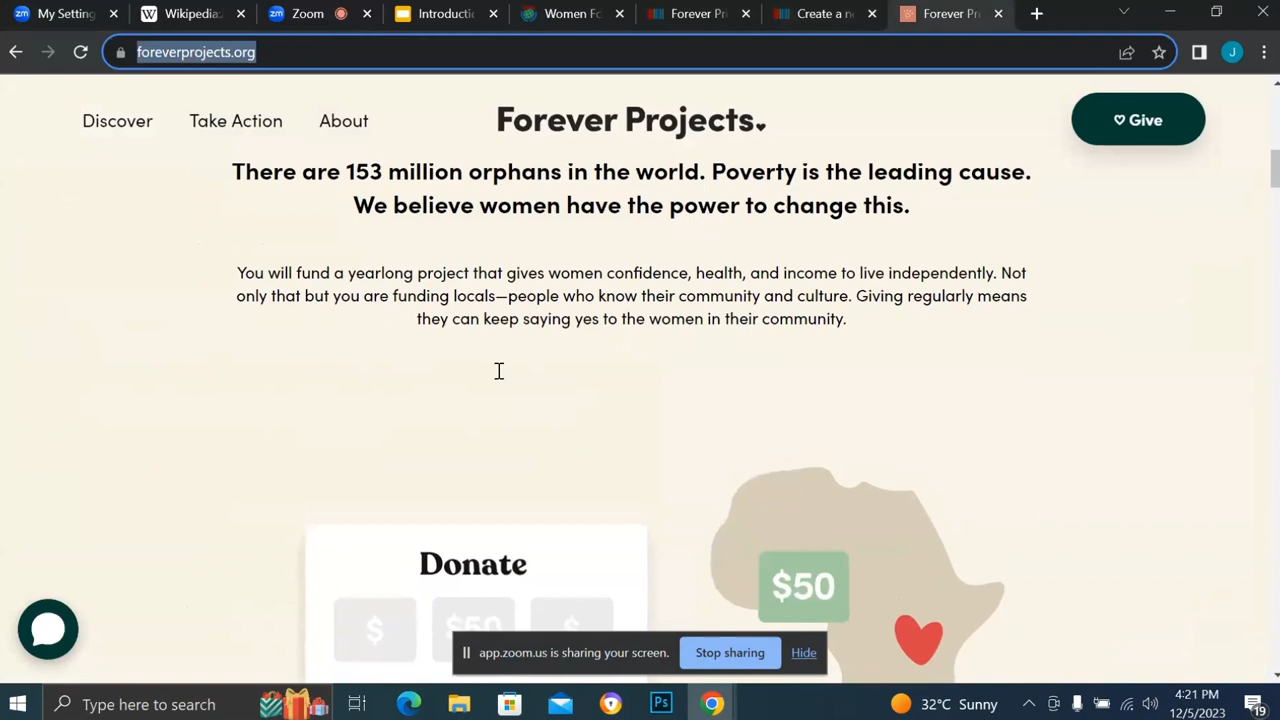 My Setting
Wikipedia:
Zoom
Introducti
Women Fo
Forever Pr
Create a n
Forever Pr
foreverprojects.org
J
Discover
Take Action
About
Forever Projects
Give
There are 153 million orphans in the world. Poverty is the leading cause.
We believe women have the power to change this.
You will fund a yearlong project that gives women confidence, health, and income to live independently. Not
only that but you are funding locals—people who know their community and culture. Giving regularly means
they can keep saying yes to the women in their community.
Donate
$
$50
$
$50
app.zoom.us is sharing your screen.
Stop sharing
Hide
Type here to search
Ps
32°C Sunny
4:21 PM
12/5/2023
19